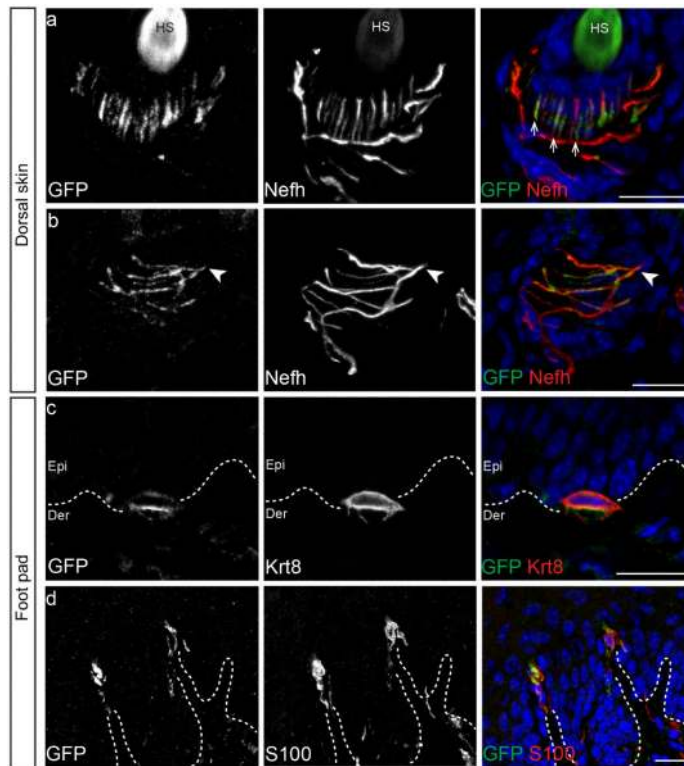 Dorsal skin
a
HS
HS
HS
GFP
Nefh
GFP Nefh
b
GFP
Nefh
GFP Nefh
Foot pad
c
Epi
Der
Epi
Der
Epi
Der
GFP
Krt8
GFP Krt8
d
GFP
S100
GFP S100